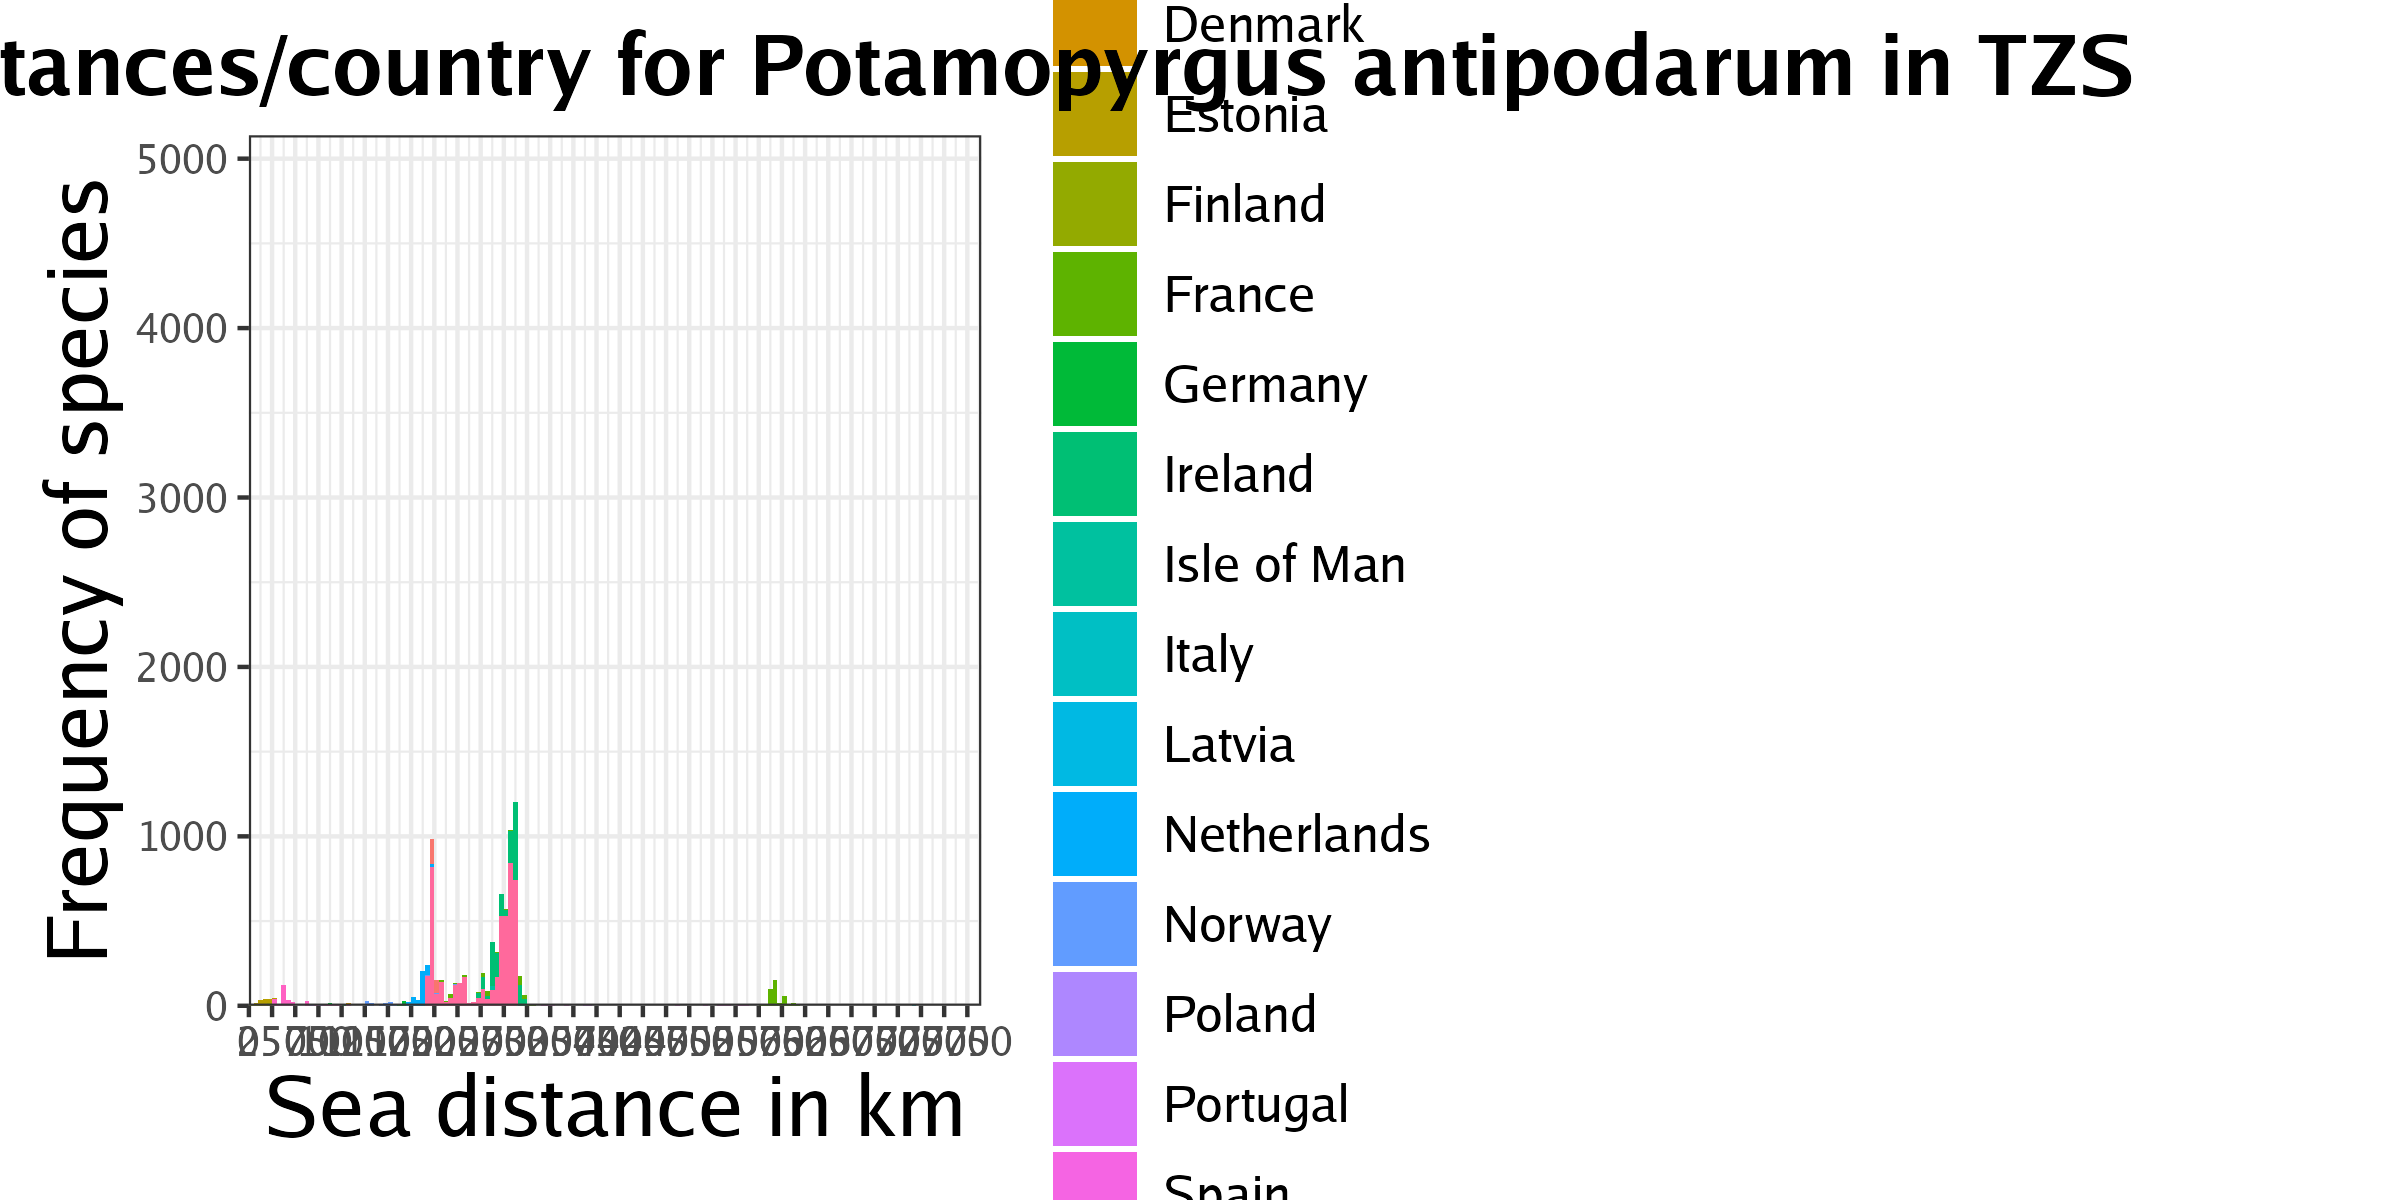 tances/country for Potamopyrgus antipodarum in TZS
Frequency of species
5000
4000
3000
2000
1000
0
Sea distance in km
Denmark
Estonia
Finland
France
Germany
Ireland
Isle of Man
Italy
Latvia
Netherlands
Norway
Poland
Portugal
Spain